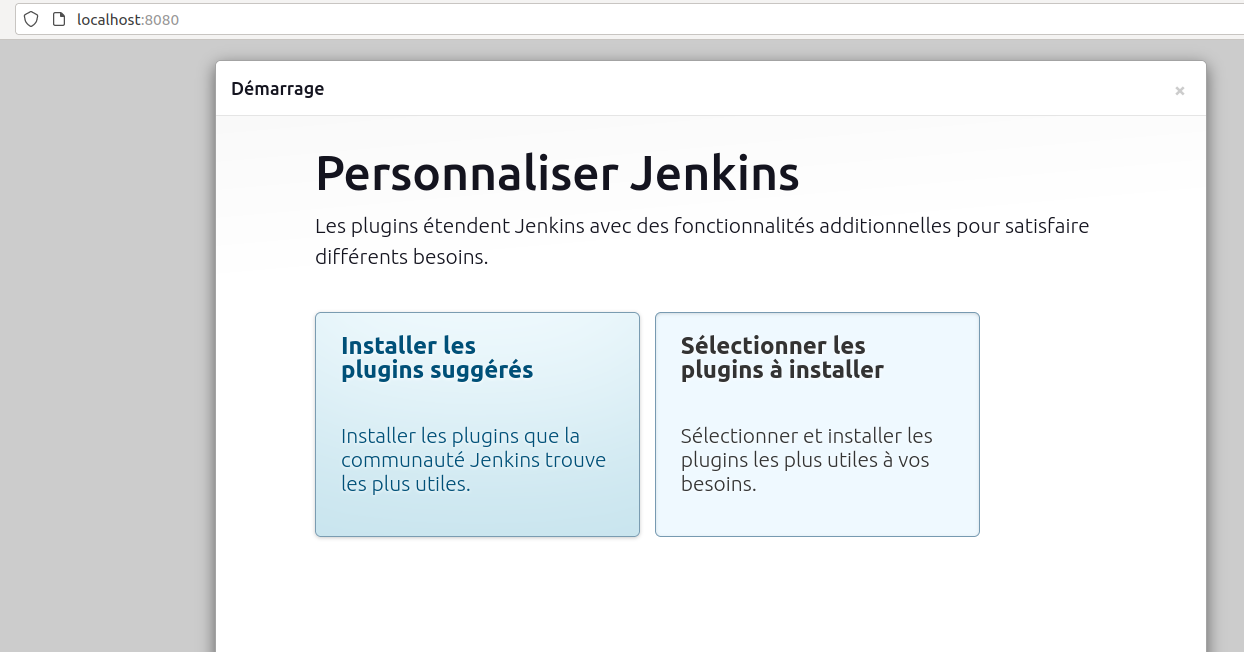 localhost:8080
Démarrage
×
Personnaliser Jenkins
Les plugins étendent Jenkins avec des fonctionnalités additionnelles pour satisfaire
différents besoins.
Installer les
plugins suggérés
Installer les plugins que la
communauté Jenkins trouve
les plus utiles.
Sélectionner les
plugins à installer
Sélectionner et installer les
plugins les plus utiles à vos
besoins.